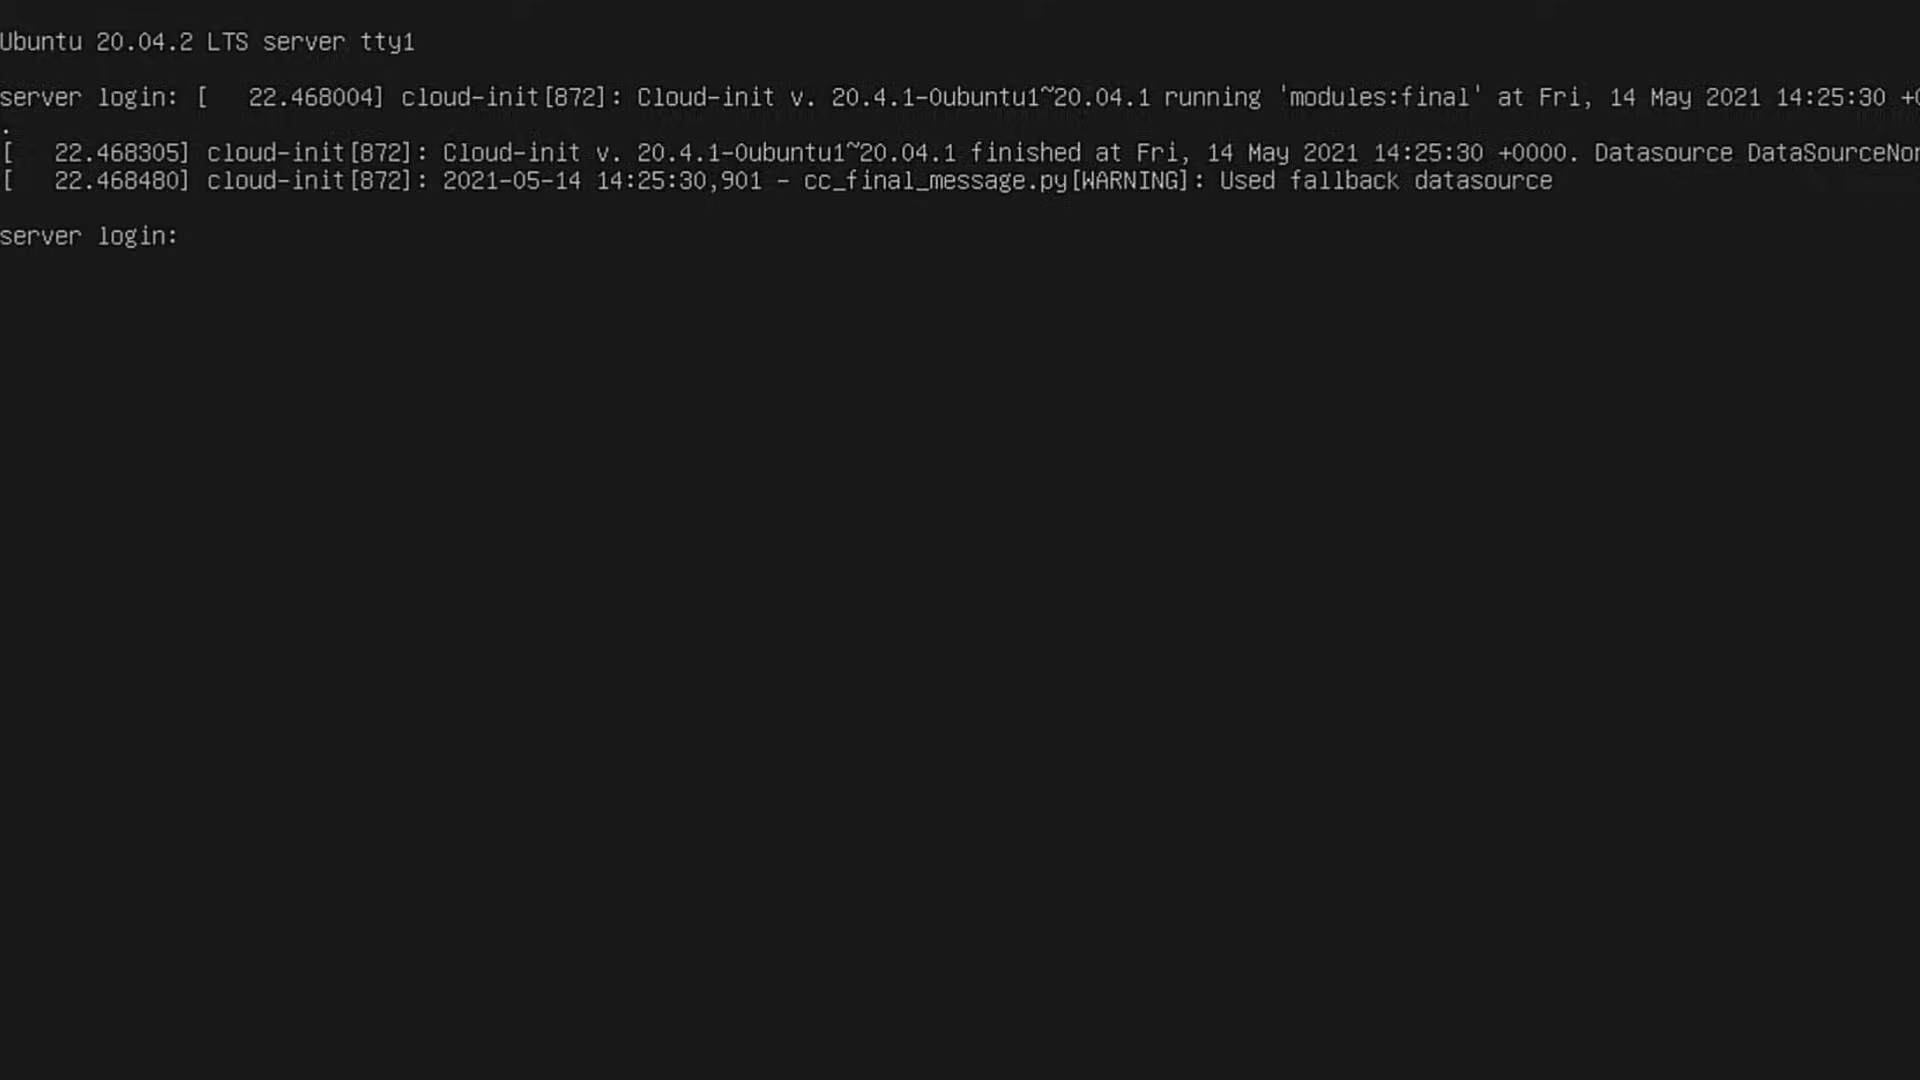 Ubuntu 20.04.2 LTS server tty1
server login: [   22.468004] cloud-init[872]: Cloud-init v. 20.4.1-0ubuntu1~20.04.1 running 'modules:final' at Fri, 14 May 2021 14:25:30
.
[   22.468305] cloud-init[872]: Cloud-init v. 20.4.1-0ubuntu1~20.04.1 finished at Fri, 14 May 2021 14:25:30 +0000. Datasource
[   22.468480] cloud-init[872]: 2021-05-14 14:25:30,901 - cc_final_message.py[WARNING]: Used fallback datasource
server login: